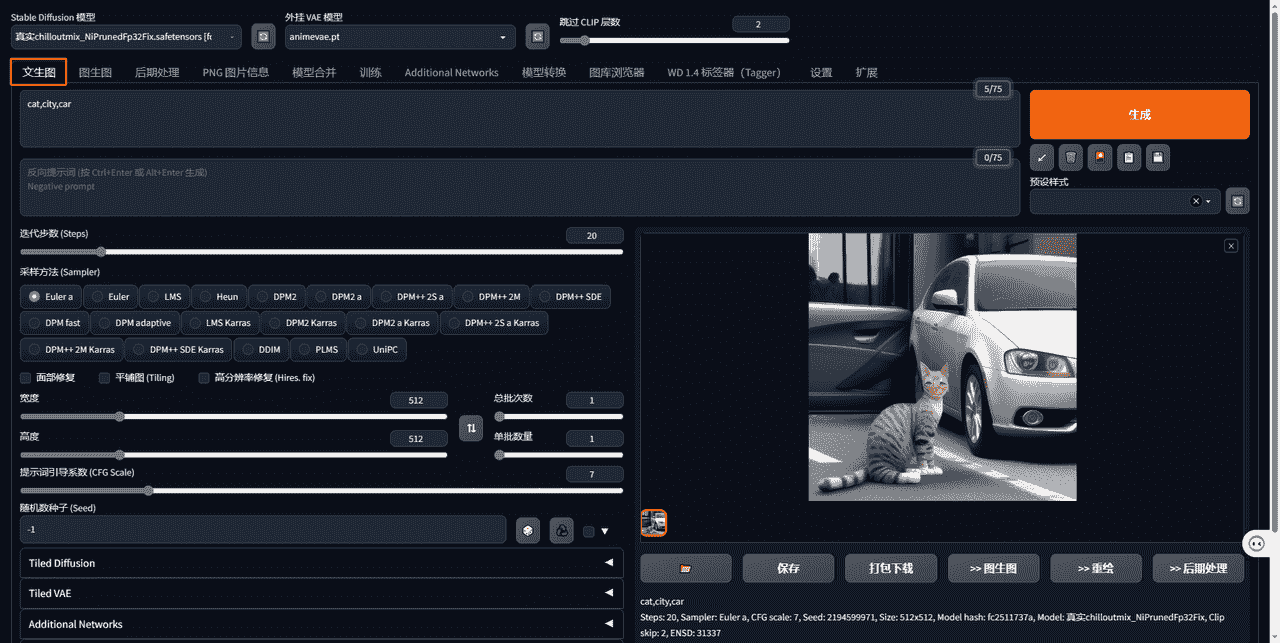 Stable Diffusion 模型
外挂 VAE 模型
跳过 CLIP 层数
2
真实chilloutmix_NiPrunedFp32Fix.safetensors [fc
animevae.pt
文生图
图生图
后期处理
PNG 图片信息
模型合并
训练
Additional Networks
模型转换
图库浏览器
WD 1.4 标签器（Tagger）
设置
扩展
5/75
cat,city,car
生成
0/75
反向提示词 (按 Ctrl+Enter 或 Alt+Enter 生成)
Negative prompt
预设样式
迭代步数 (Steps)
20
采样方法 (Sampler)
Euler a
Euler
LMS
Heun
DPM2
DPM2 a
DPM++ 2S a
DPM++ 2M
DPM++ SDE
DPM fast
DPM adaptive
LMS Karras
DPM2 Karras
DPM2 a Karras
DPM++ 2S a Karras
DPM++ 2M Karras
DPM++ SDE Karras
DDIM
PLMS
UniPC
面部修复
平铺图 (Tiling)
高分辨率修复 (Hires. fix)
宽度
512
总批次数
1
高度
512
单批数量
1
提示词引导系数 (CFG Scale)
7
随机数种子 (Seed)
-1
Tiled Diffusion
Tiled VAE
Additional Networks
保存
打包下载
>> 图生图
>> 重绘
>> 后期处理
cat,city,car
Steps: 20, Sampler: Euler a, CFG scale: 7, Seed: 2194599971, Size: 512x512, Model hash: fc2511737a, Model: 真实chilloutmix_NiPrunedFp32Fix, Clip
skip: 2, ENSD: 31337